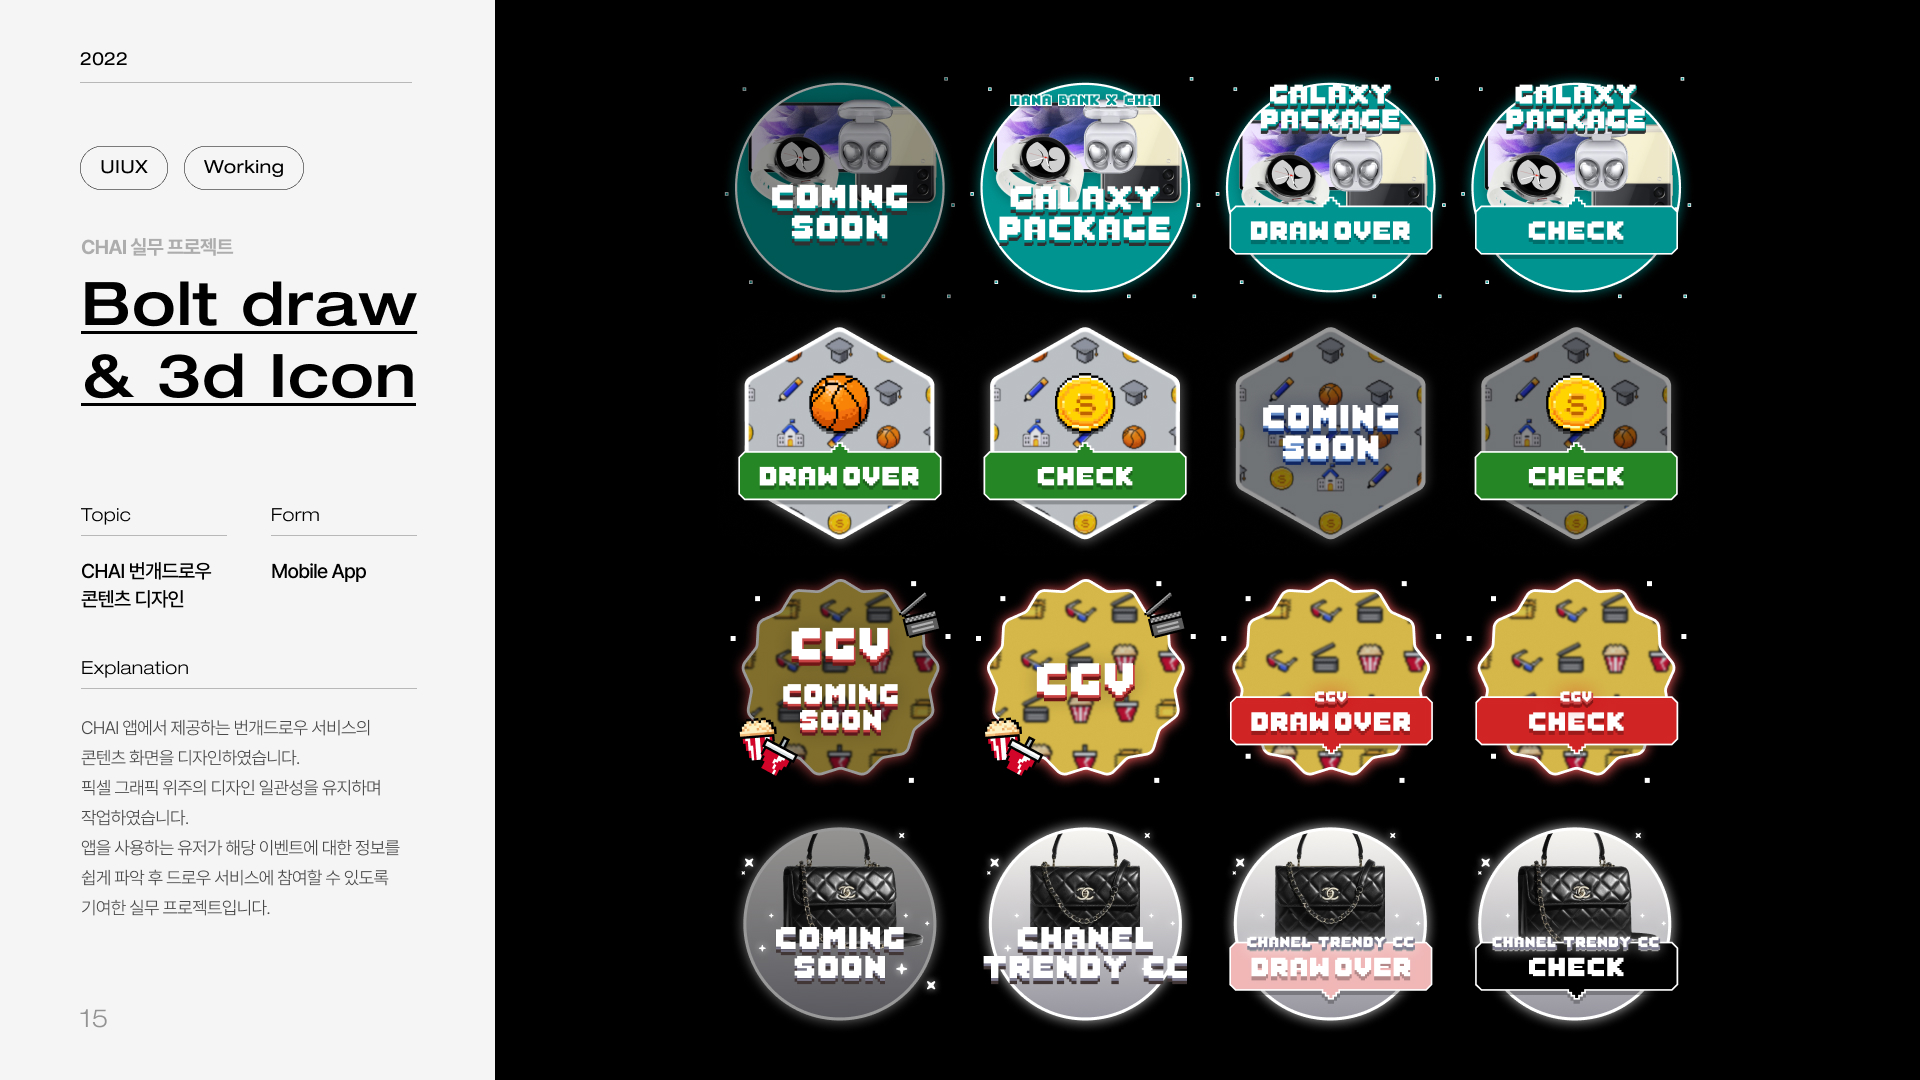 2022
UIUX
Working
CHAI 실무 프로젝트
Bolt draw
& 3d Icon
Topic
Form
CHAI 번개드로우
콘텐츠 디자인
Mobile App
Explanation
CHAI 앱에서 제공하는 번개드로우 서비스의
콘텐츠 화면을 디자인하였습니다.
픽셀 그래픽 위주의 디자인 일관성을 유지하며
작업하였습니다.
앱을 사용하는 유저가 해당 이벤트에 대한 정보를
쉽게 파악 후 드로우 서비스에 참여할 수 있도록
기여한 실무 프로젝트입니다.
15
COMING
SOON
HANA BANK X CHAI
GALAXY
PACKAGE
GALAXY
PACKAGE
DRAW OVER
GALAXY
PACKAGE
CHECK
DRAW OVER
CHECK
COMING
SOON
CHECK
CGV
COMING
SOON
CGV
CGV
DRAW OVER
CGV
CHECK
COMING
SOON
CHANEL
TRENDY CC
CHANEL TRENDY CC
DRAW OVER
CHANEL TRENDY CC
CHECK